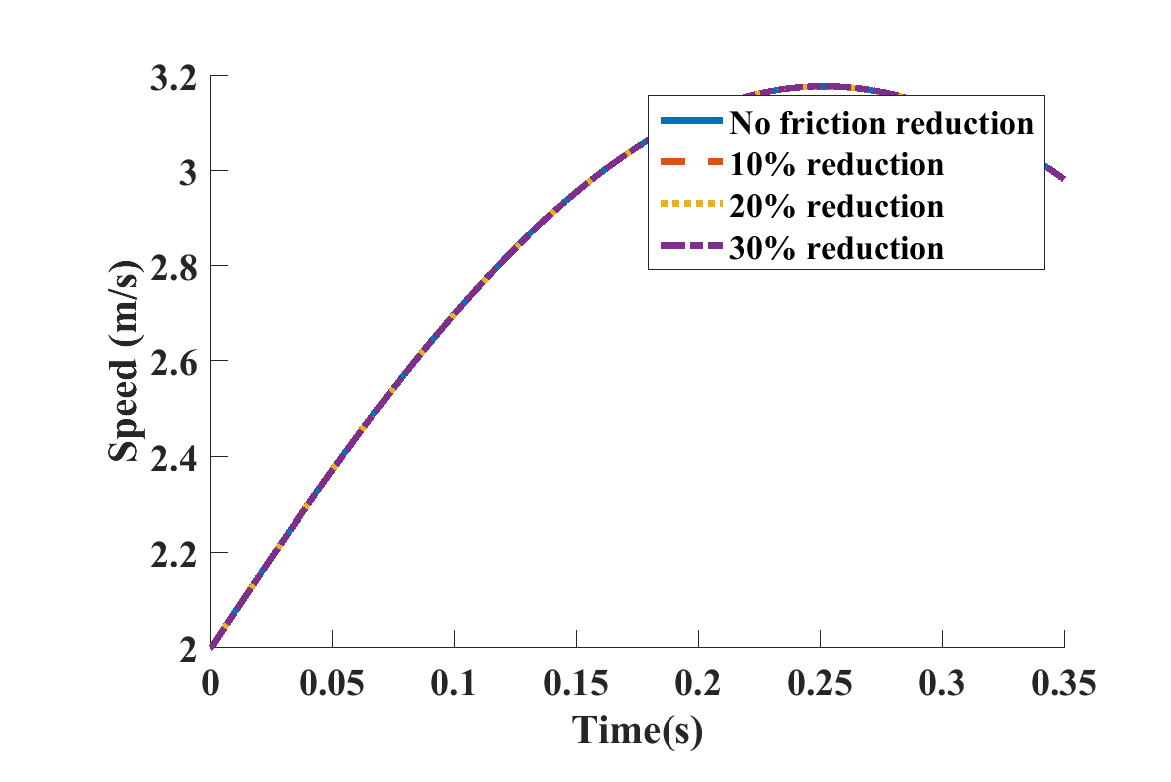 3.2
3
2.8
2.6
2.4
2.2
2
Speed (m/s)
No friction reduction
10% reduction
20% reduction
30% reduction
0 0.05 0.1 0.15 0.2 0.25 0.3 0.35
Time(s)